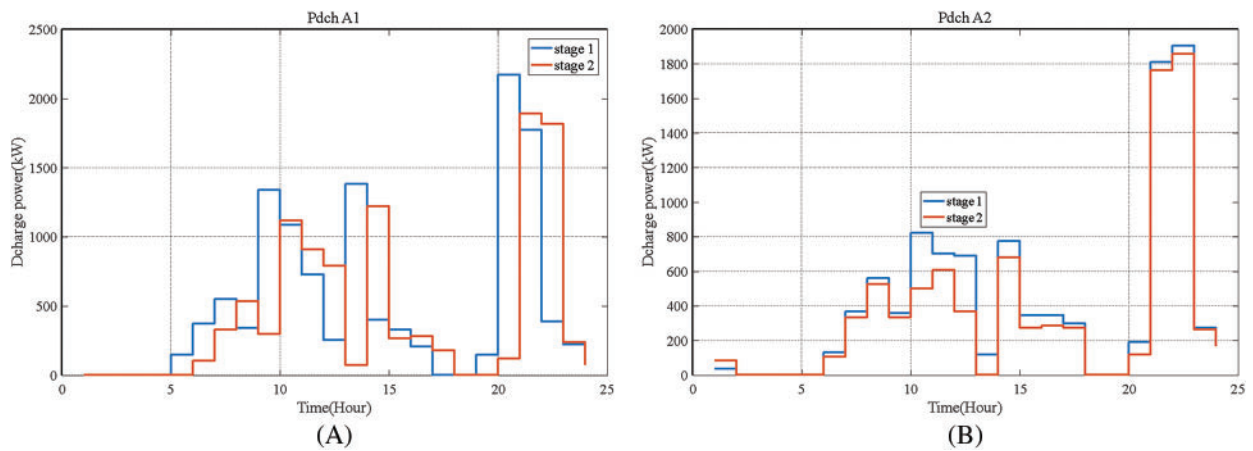 Pdch A1
2500
2000
1500
1000
500
0
Dcharge power(kW)
stage 1
stage 2
0 5 10 15 20 25
Time(Hour)
(A)
Pdch A2
2000
1800
1600
1400
1200
1000
800
600
400
200
0
Dcharge power(kW)
stage 1
stage 2
0 5 10 15 20 25
Time(Hour)
(B)